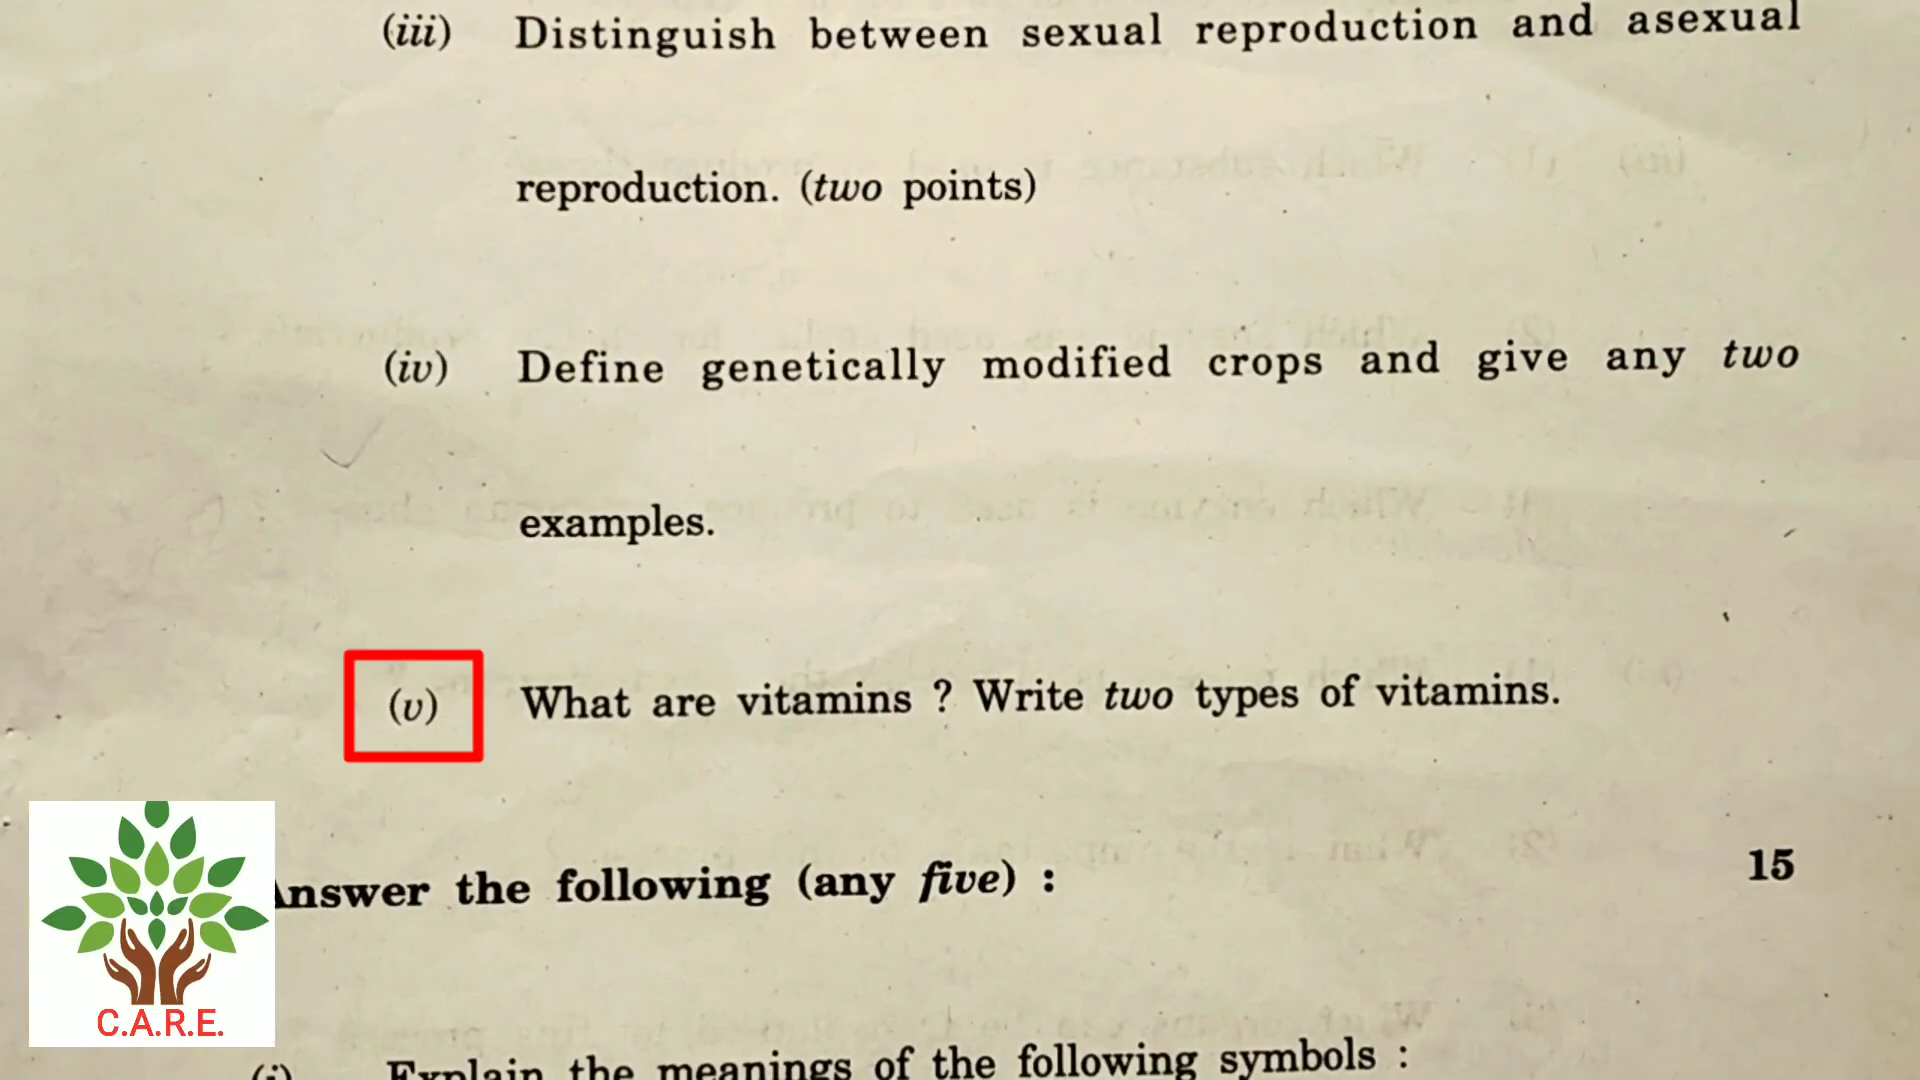 (iii) Distinguish between sexual reproduction and asexual
reproduction. (two points)
(iv) Define genetically modified crops and give any two
examples.
(v) What are vitamins ? Write two types of vitamins.
Answer the following (any five) : 15
(i) Explain the meanings of the following symbols :
C.A.R.E.